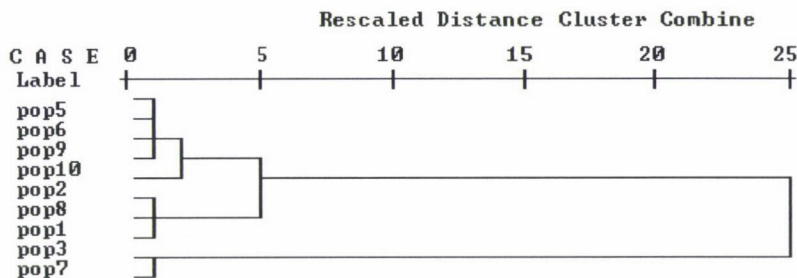 Rescaled Distance Cluster Combine
C A S E 0 5 10 15 20 25
Label
pop5
pop6
pop9
pop10
pop2
pop8
pop1
pop3
pop7